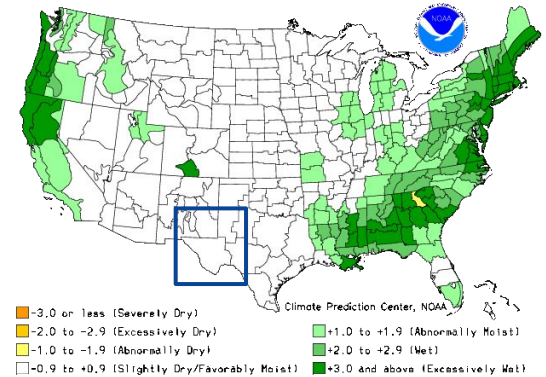 NOAA
Climate Prediction Center, NOAA
-3.0 or less (Severely Dry)
-2.0 to -2.9 (Excessively Dry)
-1.0 to -1.9 (Abnormally Dry)
-0.9 to +0.9 (Slightly Dry/Favorably Moist)
+1.0 to +1.9 (Abnormally Moist)
+2.0 to +2.9 (Wet)
+3.0 and above (Excessively Wet)